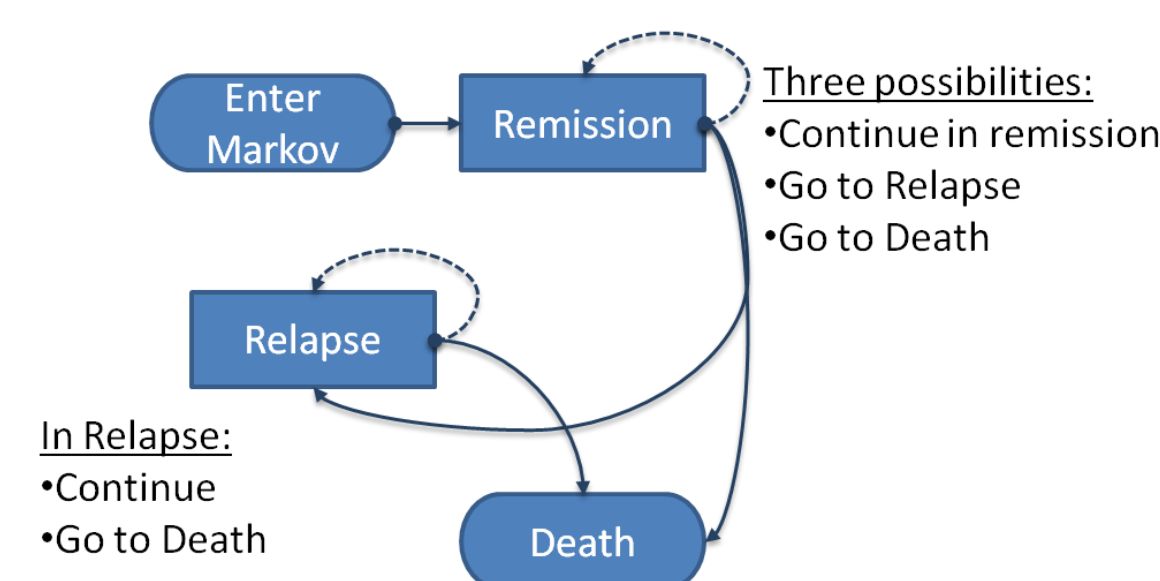 Enter
Markov
Remission
Three possibilities:
•Continue in remission
•Go to Relapse
•Go to Death
Relapse
In Relapse:
•Continue
•Go to Death
Death